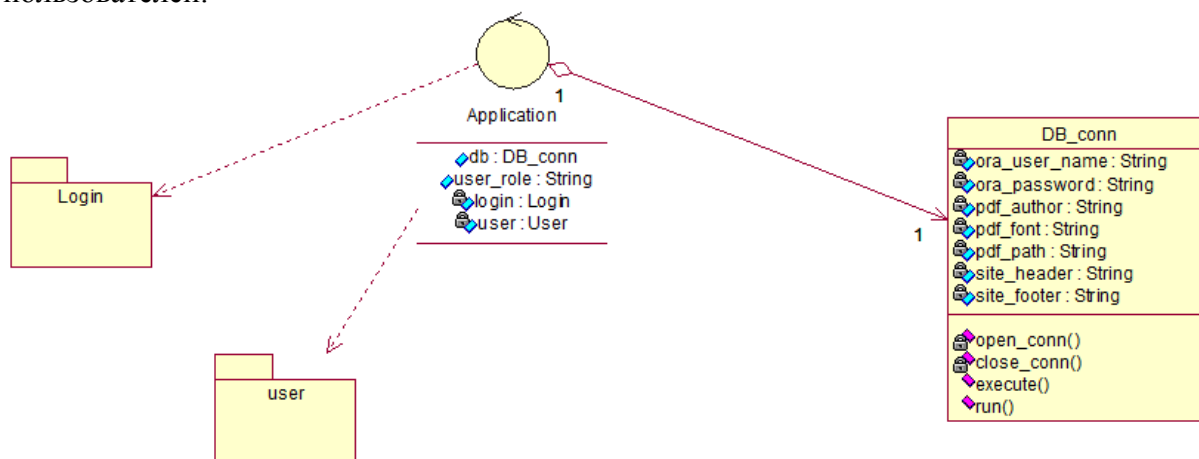 пользователей.
1
Application
db : DB_conn
user_role : String
login : Login
user : User
Login
user
1
DB_conn
ora_user_name : String
ora_password : String
pdf_author : String
pdf_font : String
pdf_path : String
site_header : String
site_footer : String
open_conn()
close_conn()
execute()
run()